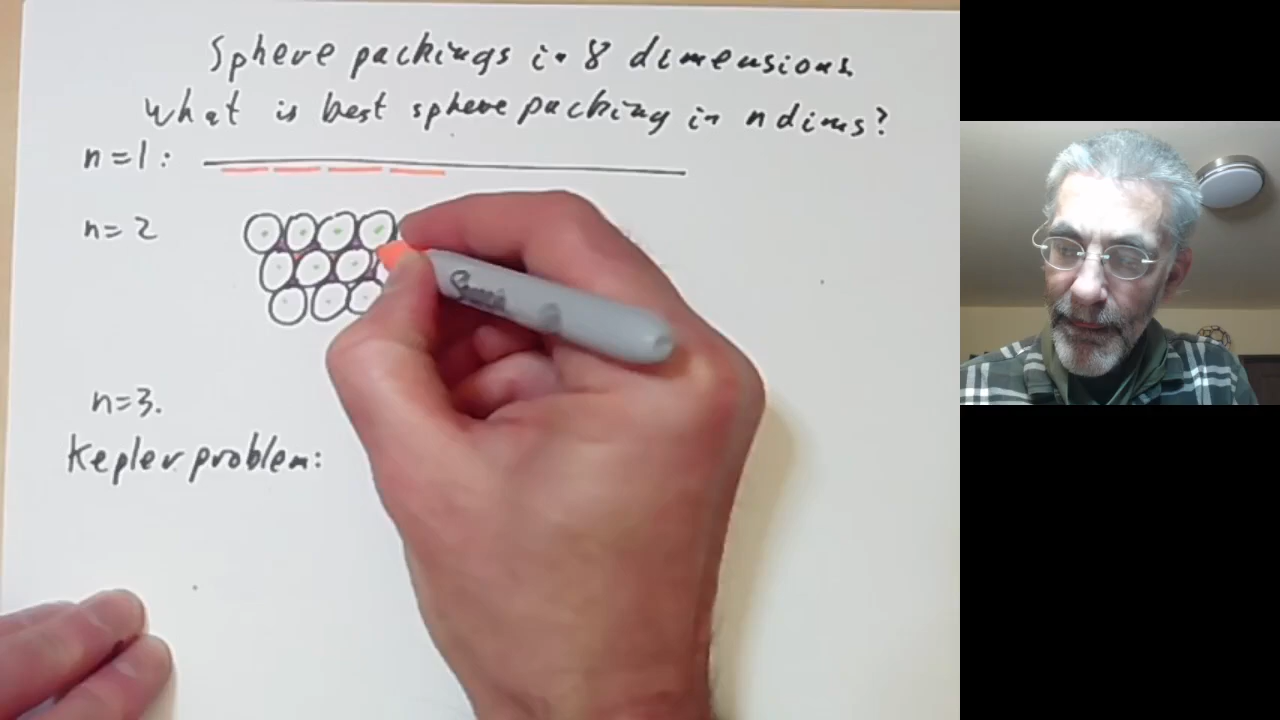 Sphere packings in 8 dimensions.
What is best sphere packing in n dims?
n=1:
n=2
n=3.
Kepler problem: